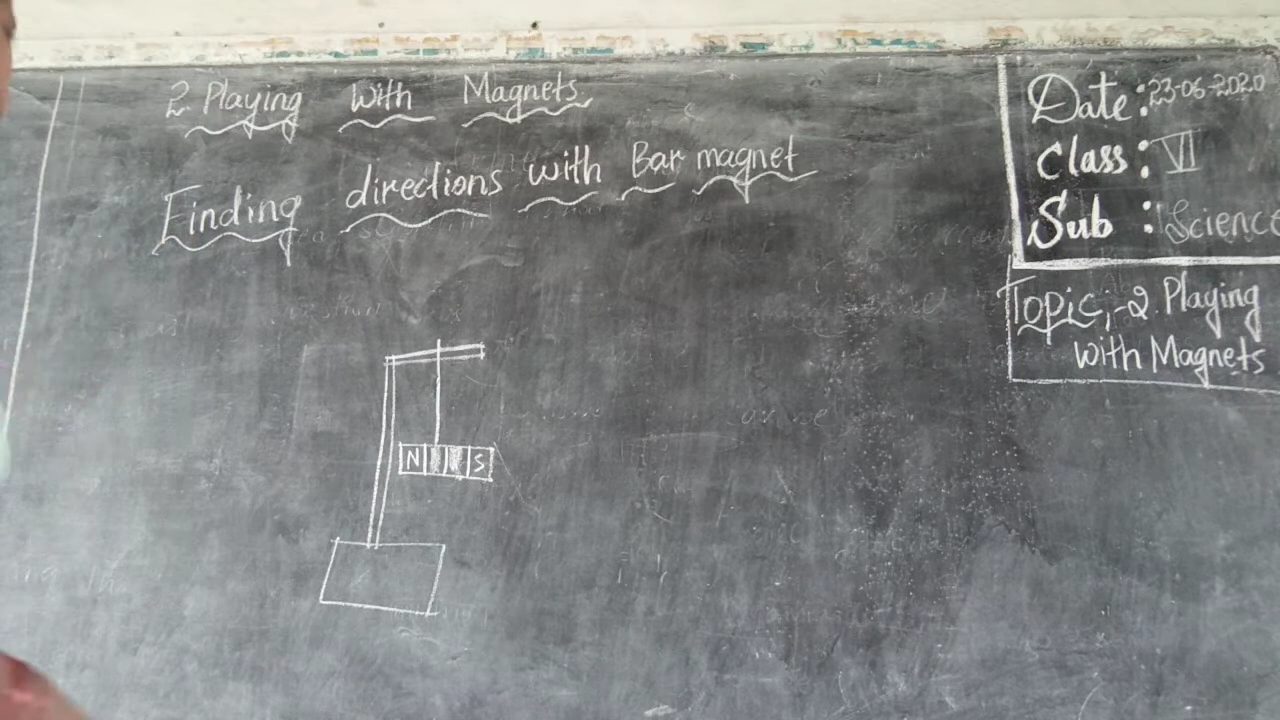 2. Playing with Magnets
Finding directions with Bar magnet
N S
Date : 23-06-2020
Class : VI
Sub : Science
Topic :- 2. Playing
with Magnets